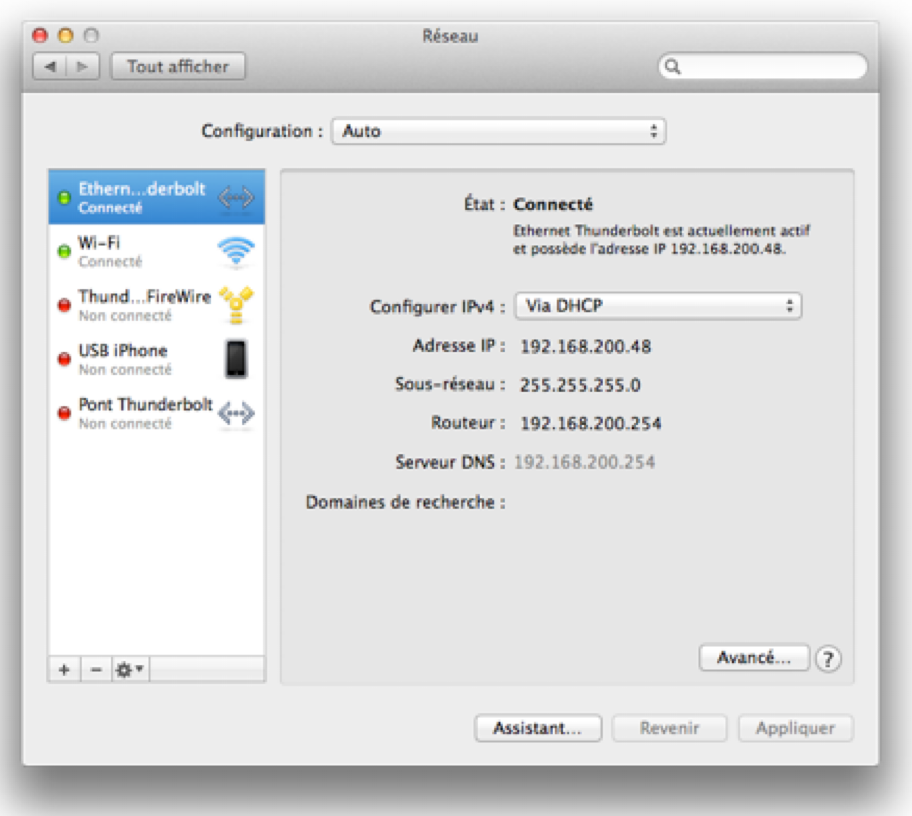 Réseau
Tout afficher
Configuration : Auto
Ethern...derbolt
Connecté
Wi-Fi
Connecté
Thund...FireWire
Non connecté
USB iPhone
Non connecté
Pont Thunderbolt
Non connecté
État : Connecté
Ethernet Thunderbolt est actuellement actif
et possède l'adresse IP 192.168.200.48.
Configurer IPv4 : Via DHCP
Adresse IP : 192.168.200.48
Sous-réseau : 255.255.255.0
Routeur : 192.168.200.254
Serveur DNS : 192.168.200.254
Domaines de recherche :
Avancé... ?
Assistant... Revenir Appliquer